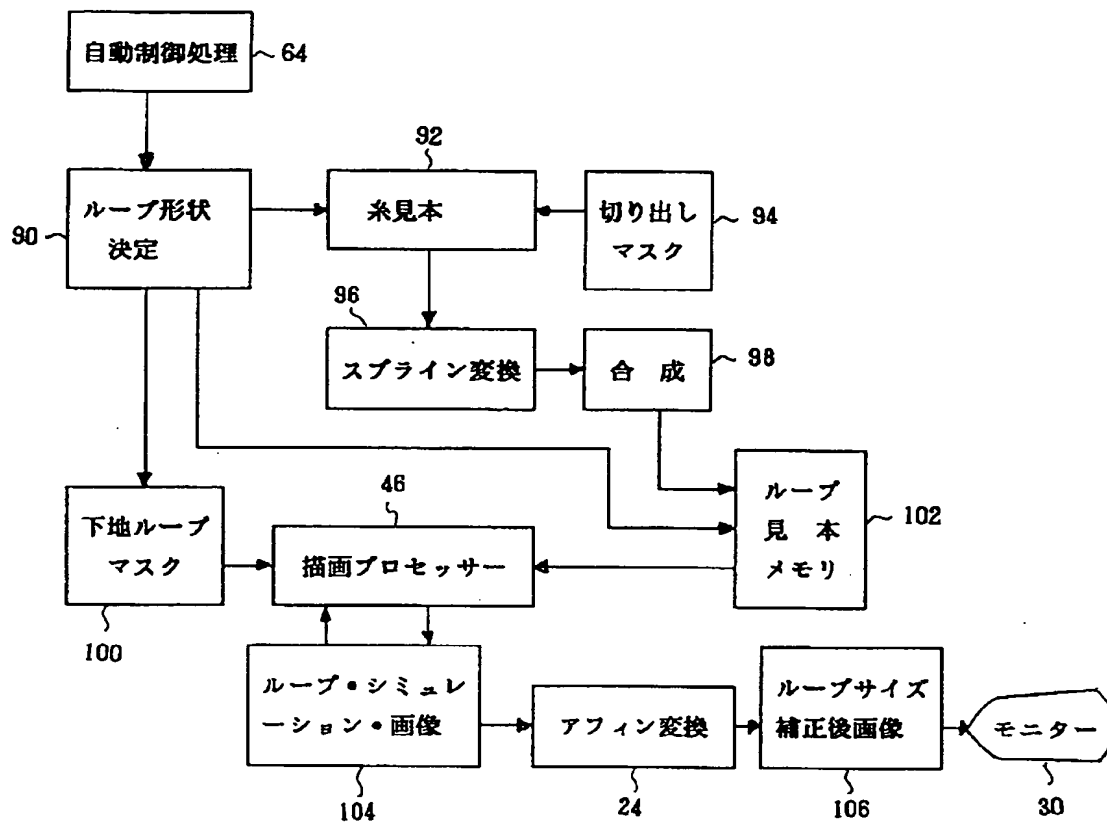 自動制御処理
64
92
ループ形状
決定
90
糸見本
切り出し
マスク
94
96
スプライン変換
合 成
98
46
下地ループ
マスク
100
描画プロセッサー
ループ
見 本
メモリ
102
ループ・シミュレ
ーション・画像
104
アフィン変換
24
ループサイズ
補正後画像
106
モニター
30